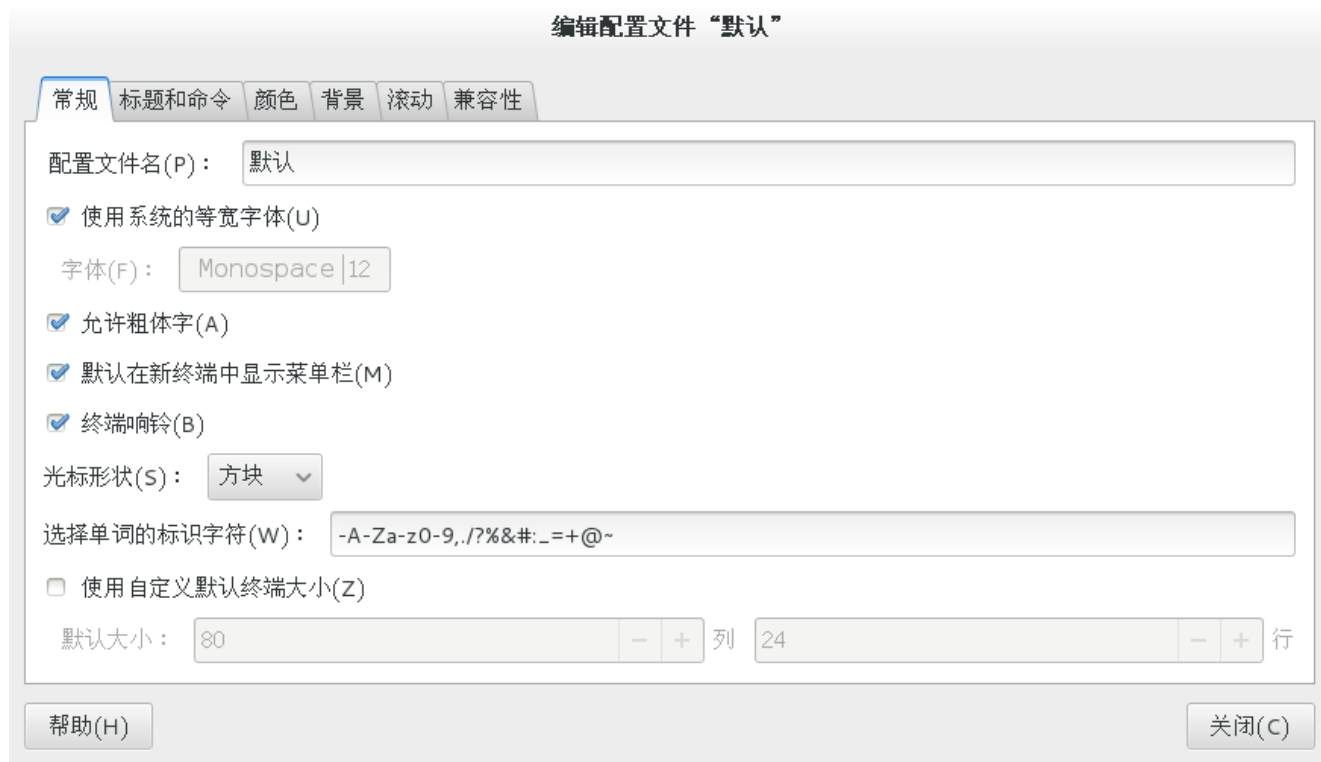 编辑配置文件“默认”
常规 标题和命令 颜色 背景 滚动 兼容性
配置文件名(P)： 默认
使用系统的等宽字体(U)
字体(F)： Monospace 12
允许粗体字(A)
默认在新终端中显示菜单栏(M)
终端响铃(B)
光标形状(S)： 方块
选择单词的标识字符(W)： -A-Za-z0-9,./?%&#:_=+@~
使用自定义默认终端大小(Z)
默认大小： 80 − + 列 24 − + 行
帮助(H) 关闭(C)